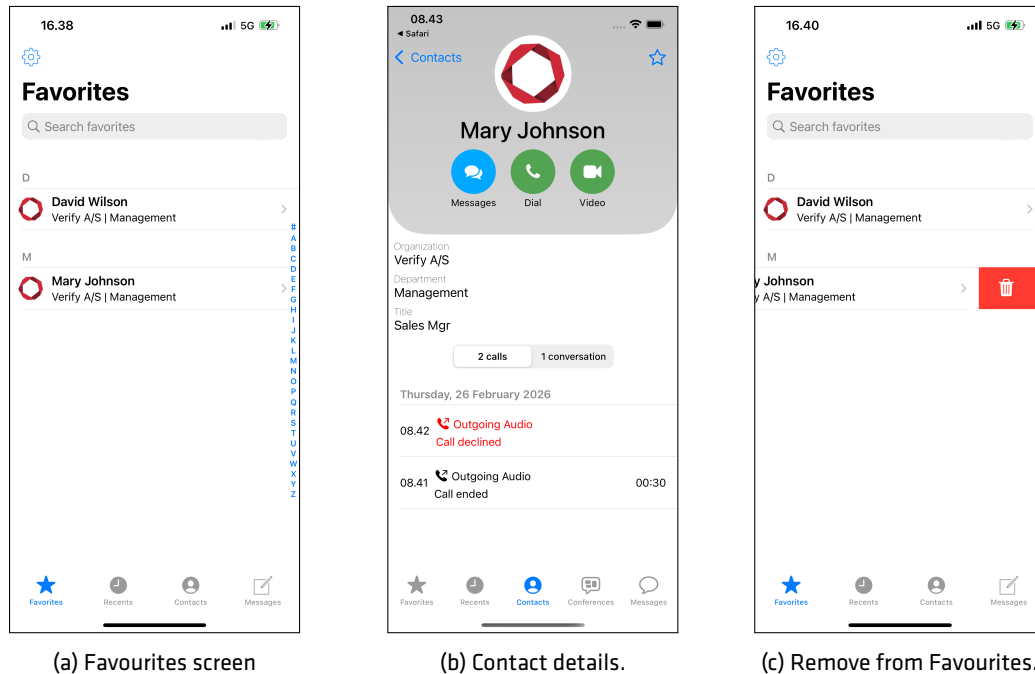 16.38
5G
Favorites
Search favorites
D
David Wilson
Verify A/S | Management
M
Mary Johnson
Verify A/S | Management
#
A
B
C
D
E
F
G
H
I
J
K
L
M
N
O
P
Q
R
S
T
U
V
W
X
Y
Z
Favorites
Recents
Contacts
Messages
(a) Favourites screen
08.43
Safari
Contacts
Mary Johnson
Messages
Dial
Video
Organization
Verify A/S
Department
Management
Title
Sales Mgr
2 calls
1 conversation
Thursday, 26 February 2026
08.42
Outgoing Audio
Call declined
08.41
Outgoing Audio
00:30
Call ended
Favorites
Recents
Contacts
Conferences
Messages
(b) Contact details.
16.40
5G
Favorites
Search favorites
D
David Wilson
Verify A/S | Management
M
y Johnson
y A/S | Management
Favorites
Recents
Contacts
Messages
(c) Remove from Favourites.